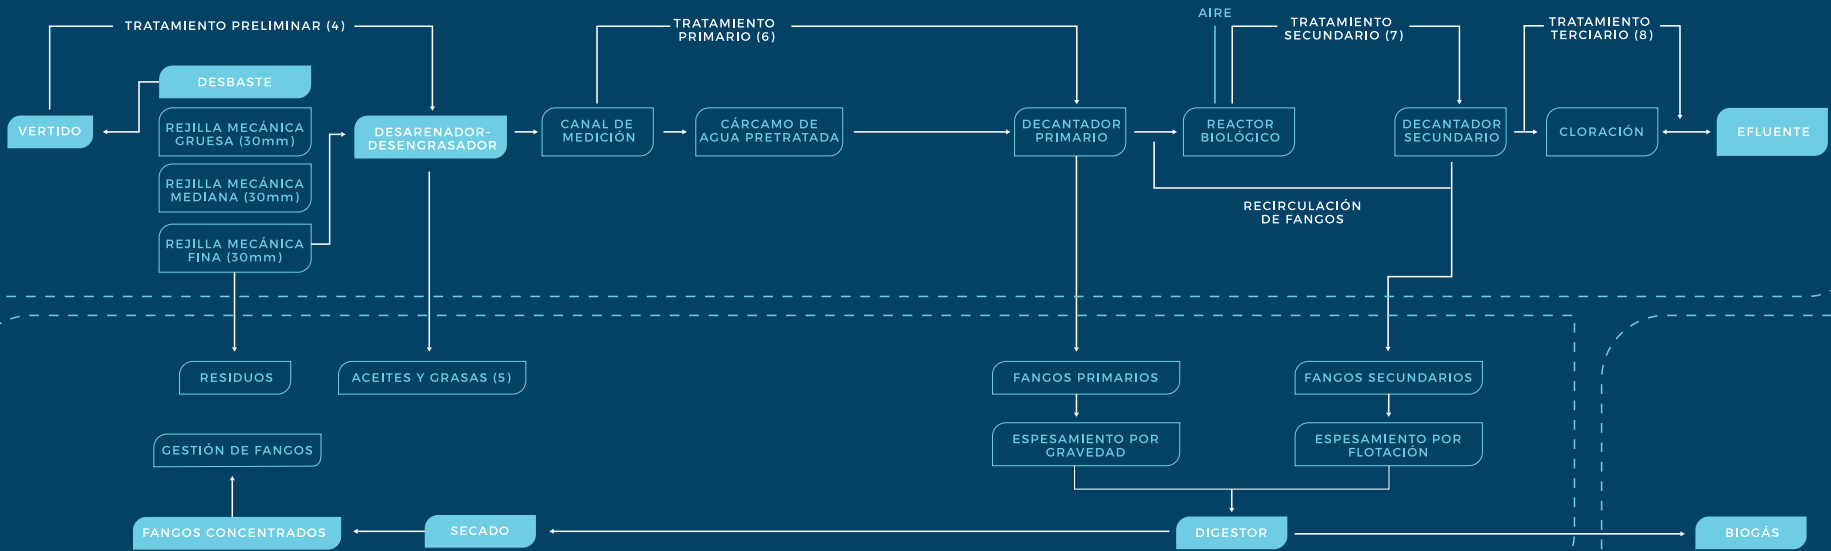 TRATAMIENTO PRELIMINAR (4)
TRATAMIENTO
PRIMARIO (6)
AIRE
TRATAMIENTO
SECUNDARIO (7)
TRATAMIENTO
TERCIARIO (8)
DESBASTE
VERTIDO
REJILLA MECÁNICA
GRUESA (30mm)
REJILLA MECÁNICA
MEDIANA (30mm)
REJILLA MECÁNICA
FINA (30mm)
DESARENADOR-
DESENGRASADOR
CANAL DE
MEDICIÓN
CÁRCAMO DE
AGUA PRETRATADA
DECANTADOR
PRIMARIO
REACTOR
BIOLÓGICO
DECANTADOR
SECUNDARIO
CLORACIÓN
EFLUENTE
RECIRCULACIÓN
DE FANGOS
RESIDUOS
ACEITES Y GRASAS (5)
FANGOS PRIMARIOS
FANGOS SECUNDARIOS
GESTIÓN DE FANGOS
ESPESAMIENTO POR
GRAVEDAD
ESPESAMIENTO POR
FLOTACIÓN
FANGOS CONCENTRADOS
SECADO
DIGESTOR
BIOGÁS